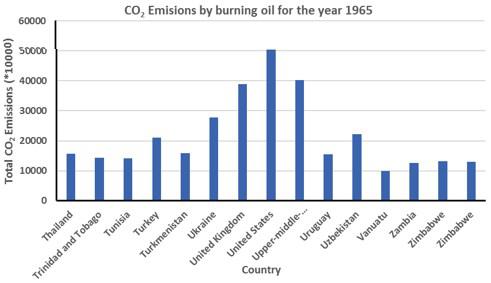 CO₂ Emisions by burning oil for the year 1965
Total CO₂ Emissions (*10000)
60000
50000
40000
30000
20000
10000
0
Thailand
Trinidad and Tobago
Tunisia
Turkey
Turkmenistan
Ukraine
United Kingdom
United States
Upper-middle-...
Uruguay
Uzbekistan
Vanuatu
Zambia
Zimbabwe
Zimbabwe
Country